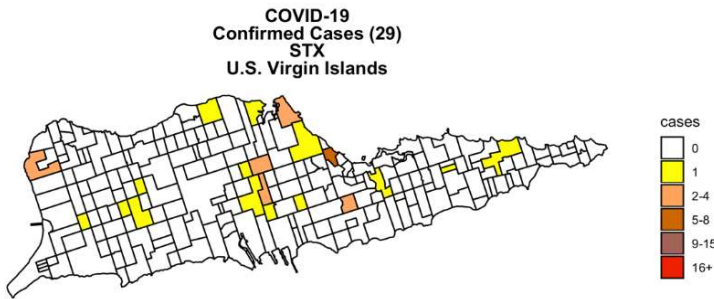 COVID-19
Confirmed Cases (29)
STX
U.S. Virgin Islands
cases
0
1
2-4
5-8
9-15
16+